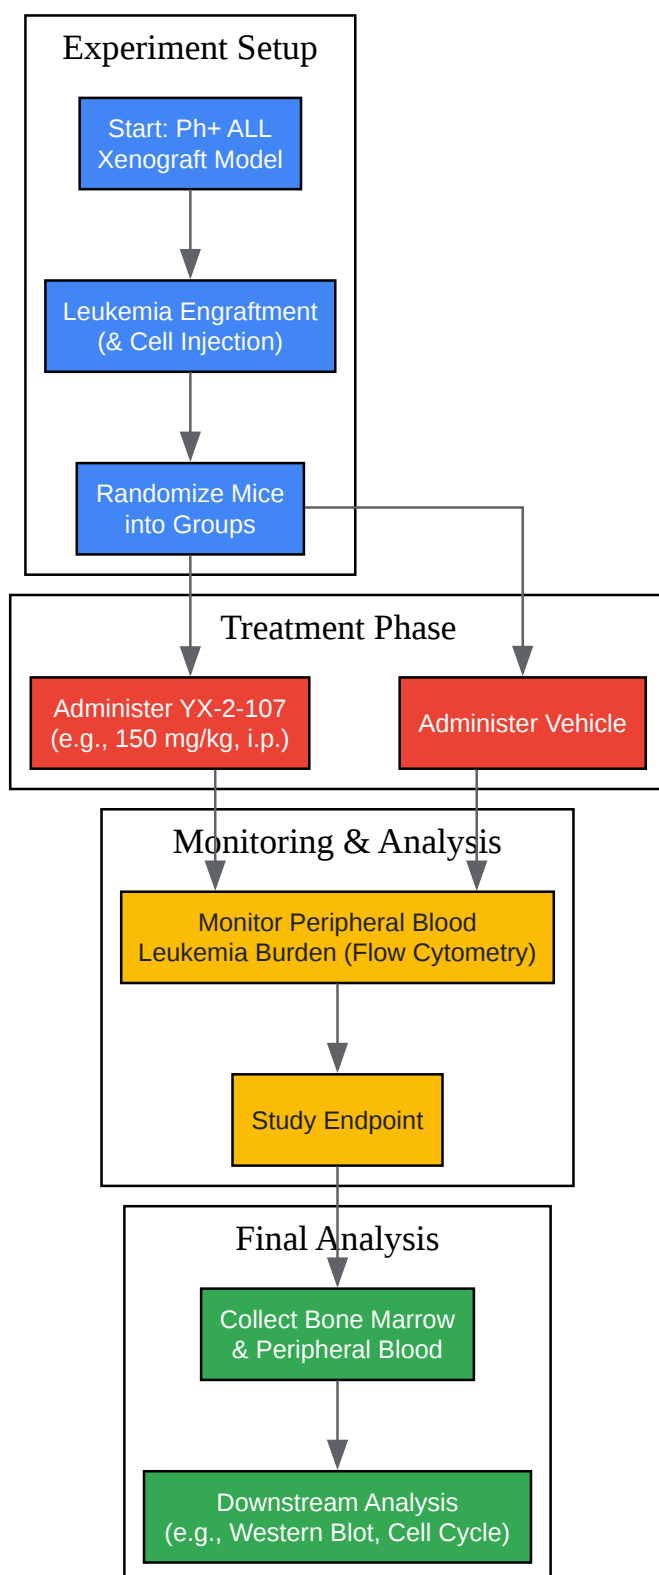 Experiment Setup
Start: Ph+ ALL
Xenograft Model
Leukemia Engraftment
(& Cell Injection)
Randomize Mice
into Groups
Treatment Phase
Administer YX-2-107
(e.g., 150 mg/kg, i.p.)
Administer Vehicle
Monitoring & Analysis
Monitor Peripheral Blood
Leukemia Burden (Flow Cytometry)
Study Endpoint
Final Analysis
Collect Bone Marrow
& Peripheral Blood
Downstream Analysis
(e.g., Western Blot, Cell Cycle)